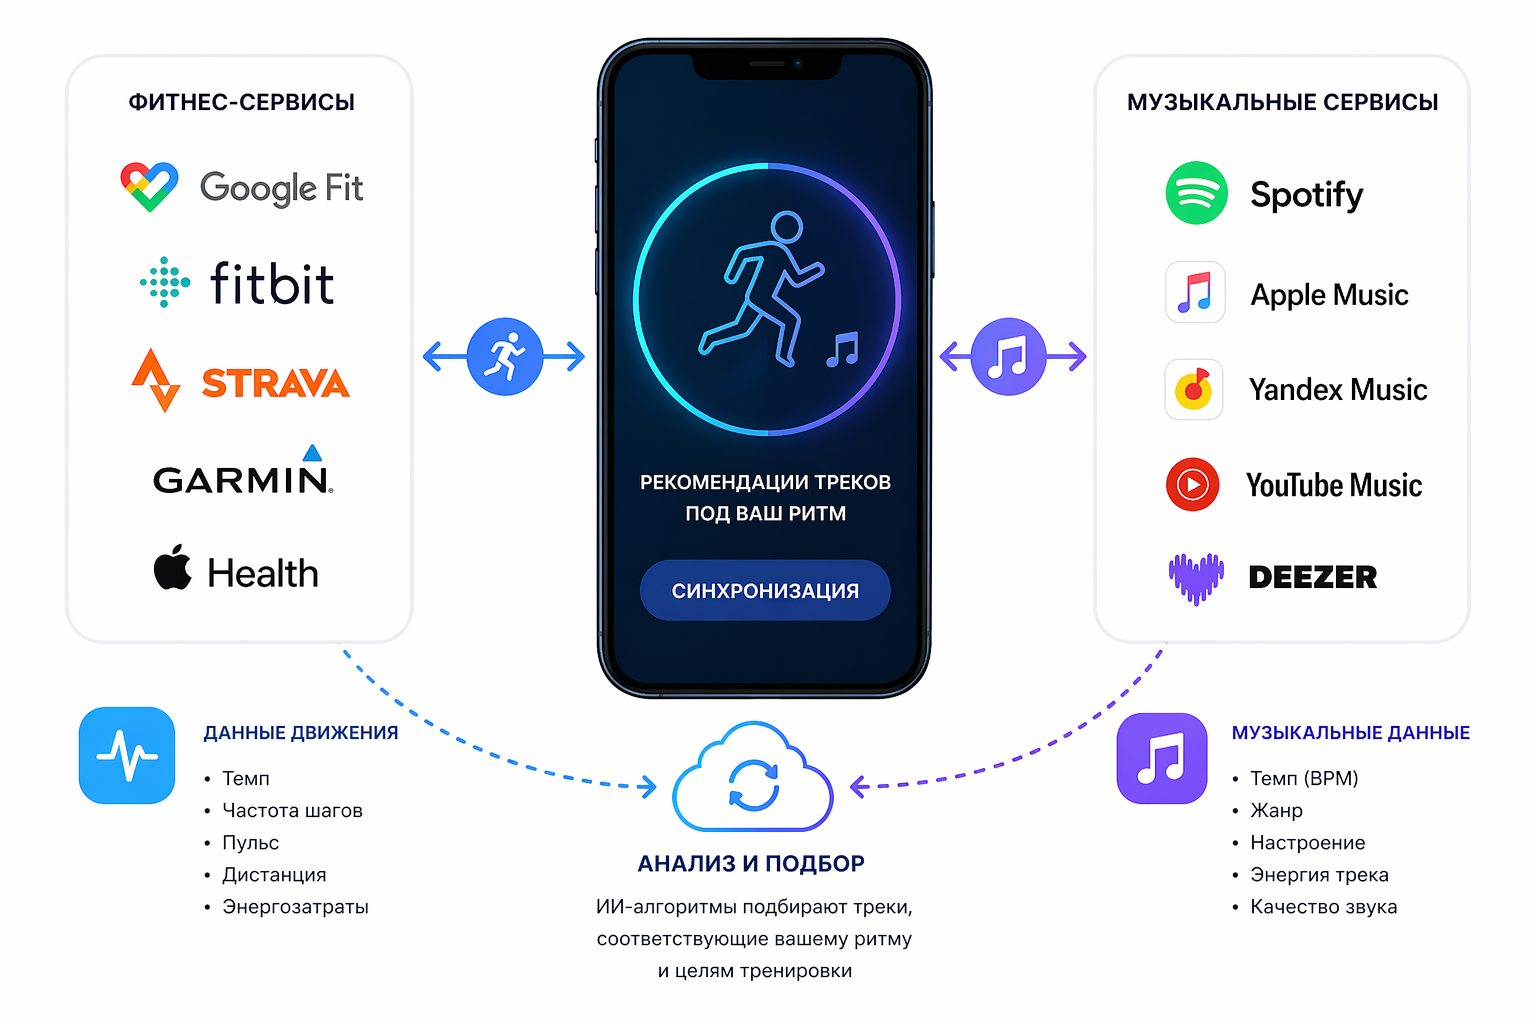 ФИТНЕС-СЕРВИСЫ
Google Fit
fitbit
STRAVA
GARMIN®
Health
РЕКОМЕНДАЦИИ ТРЕКОВ
ПОД ВАШ РИТМ
СИНХРОНИЗАЦИЯ
МУЗЫКАЛЬНЫЕ СЕРВИСЫ
Spotify
Apple Music
Yandex Music
YouTube Music
DEEZER
ДАННЫЕ ДВИЖЕНИЯ
• Темп
• Частота шагов
• Пульс
• Дистанция
• Энергозатраты
АНАЛИЗ И ПОДБОР
ИИ-алгоритмы подбирают треки,
соответствующие вашему ритму
и целям тренировки
МУЗЫКАЛЬНЫЕ ДАННЫЕ
• Темп (BPM)
• Жанр
• Настроение
• Энергия трека
• Качество звука